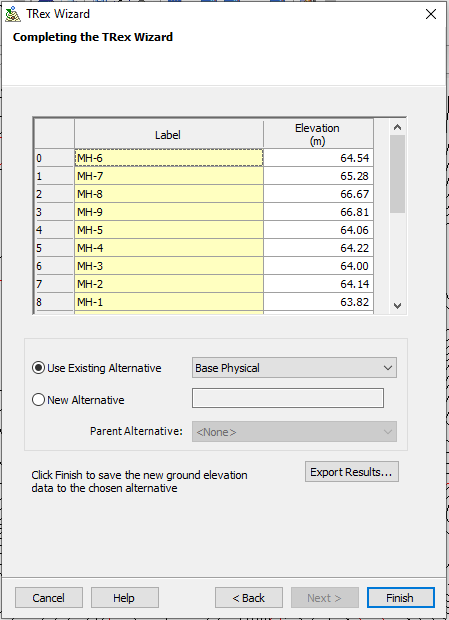 TRex Wizard
Completing the TRex Wizard
Label Elevation
(m)
0 MH-6 64.54
1 MH-7 65.28
2 MH-8 66.67
3 MH-9 66.81
4 MH-5 64.06
5 MH-4 64.22
6 MH-3 64.00
7 MH-2 64.14
8 MH-1 63.82
Use Existing Alternative Base Physical
New Alternative
Parent Alternative: <None>
Click Finish to save the new ground elevation
data to the chosen alternative
Export Results...
Cancel Help < Back Next > Finish